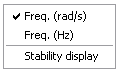 Freq. (rad/s)
Freq. (Hz)
Stability display